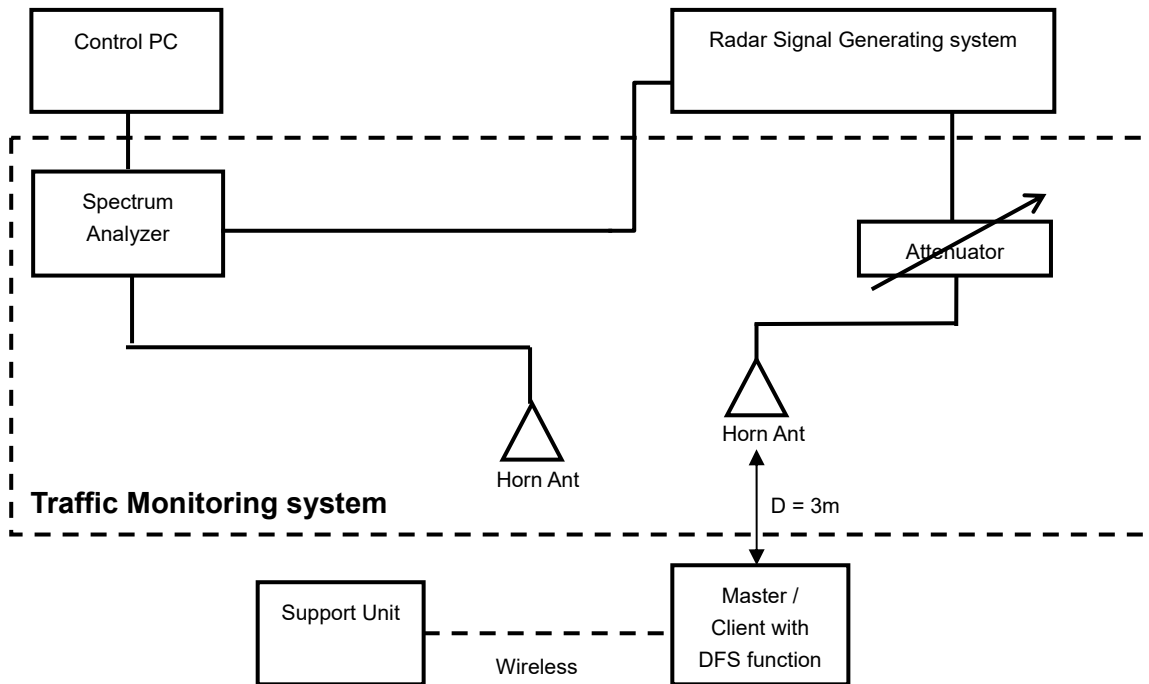 Control PC
Radar Signal Generating system
Spectrum
Analyzer
Attenuator
Horn Ant
Horn Ant
Traffic Monitoring system
D = 3m
Support Unit
Wireless
Master /
Client with
DFS function